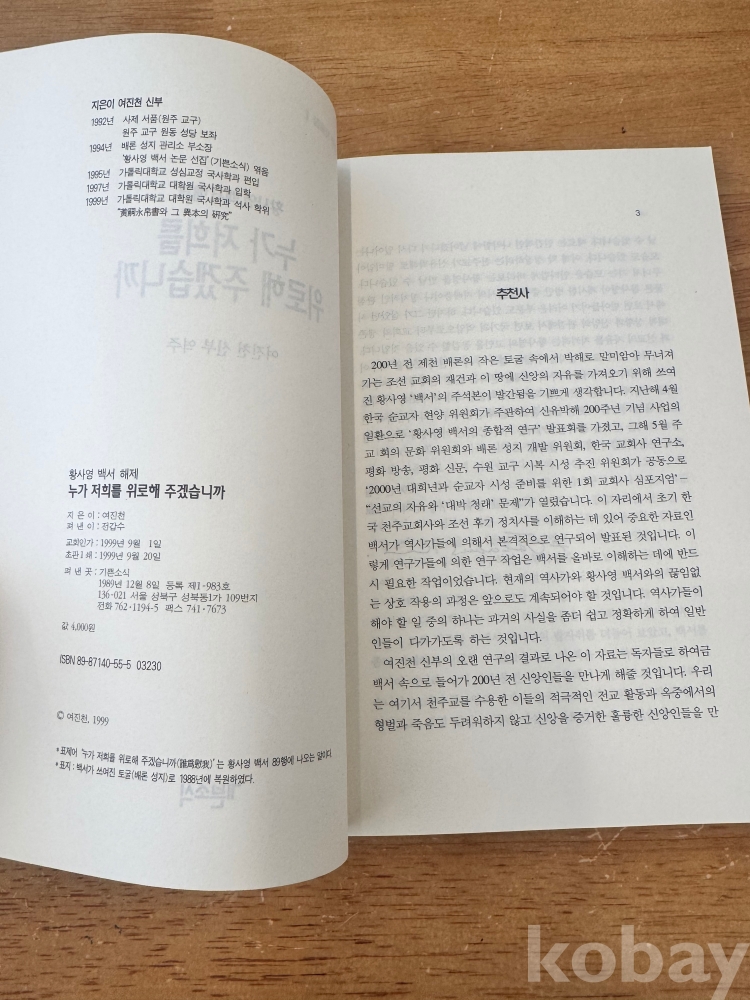 지은이 여진천 신부
1992년 사제 서품(원주 교구)
원주 교구 원동 성당 보좌
1994년 배론 성지 관리소 부소장
'황사영 백서 논문 선집'(기쁜소식) 엮음
1995년 가톨릭대학교 성심교정 국사학과 편입
1997년 가톨릭대학교 대학원 국사학과 입학
1999년 가톨릭대학교 대학원 국사학과 석사 학위
"黃嗣永帛書와 그 異本의 研究"
황사영 백서 해제
누가 저희를 위로해 주겠습니까
지 은 이 : 여진천
펴 낸 이 : 전갑수
교회인가 : 1999년 9월 1일
초판 1쇄 : 1999년 9월 20일
펴 낸 곳 : 기쁜소식
1989년 12월 8일 등록 제1-983호
136-021 서울 성북구 성북동1가 109번지
전화 762-1194~5 팩스 741-7673
값 4,000원
ISBN 89-87140-55-5 03230
© 여진천, 1999
* 표제어 '누가 저희를 위로해 주겠습니까(誰爲慰我)'는 황사영 백서 89행에 나오는 말이다.
* 표지 : 백서가 쓰여진 토굴(배론 성지)로 1988년에 복원하였다.
3
추천사
200년 전 제천 배론의 작은 토굴 속에서 박해로 말미암아 무너져
가는 조선 교회의 재건과 이 땅에 신앙의 자유를 가져오기 위해 쓰여
진 황사영 '백서'의 주석본이 발간됨을 기쁘게 생각합니다. 지난해 4월
한국 순교자 현양 위원회가 주관하여 신유박해 200주년 기념 사업의
일환으로 '황사영 백서의 종합적 연구' 발표회를 가졌고, 그해 5월 주
교 회의 문화 위원회와 배론 성지 개발 위원회, 한국 교회사 연구소,
평화 방송, 평화 신문, 수원 교구 시복 시성 추진 위원회가 공동으로
'2000년 대희년과 순교자 시성 준비를 위한 1회 교회사 심포지엄' –
"선교의 자유와 '대박 청래' 문제"가 열렸습니다. 이 자리에서 초기 한
국 천주교회사와 조선 후기 정치사를 이해하는 데 있어 중요한 자료인
백서가 역사가들에 의해서 본격적으로 연구되어 발표된 것입니다. 이
렇게 연구가들에 의한 연구 작업은 백서를 올바로 이해하는 데에 반드
시 필요한 작업이었습니다. 현재의 역사가와 황사영 백서와의 끊임없
는 상호 작용의 과정은 앞으로도 계속되어야 할 것입니다. 역사가들이
해야 할 일 중의 하나는 과거의 사실을 좀더 쉽고 정확하게 하여 일반
인들이 다가가도록 하는 것입니다.
여진천 신부의 오랜 연구의 결과로 나온 이 자료는 독자들로 하여금
백서 속으로 들어가 200년 전 신앙인들을 만나게 해줄 것입니다. 우리
는 여기서 천주교를 수용한 이들의 적극적인 전교 활동과 옥중에서의
형벌과 죽음도 두려워하지 않고 신앙을 증거한 훌륭한 신앙인들을 만
kobay